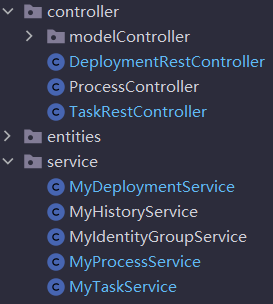 controller
modelController
DeploymentRestController
ProcessController
TaskRestController
entities
service
MyDeploymentService
MyHistoryService
MyIdentityGroupService
MyProcessService
MyTaskService